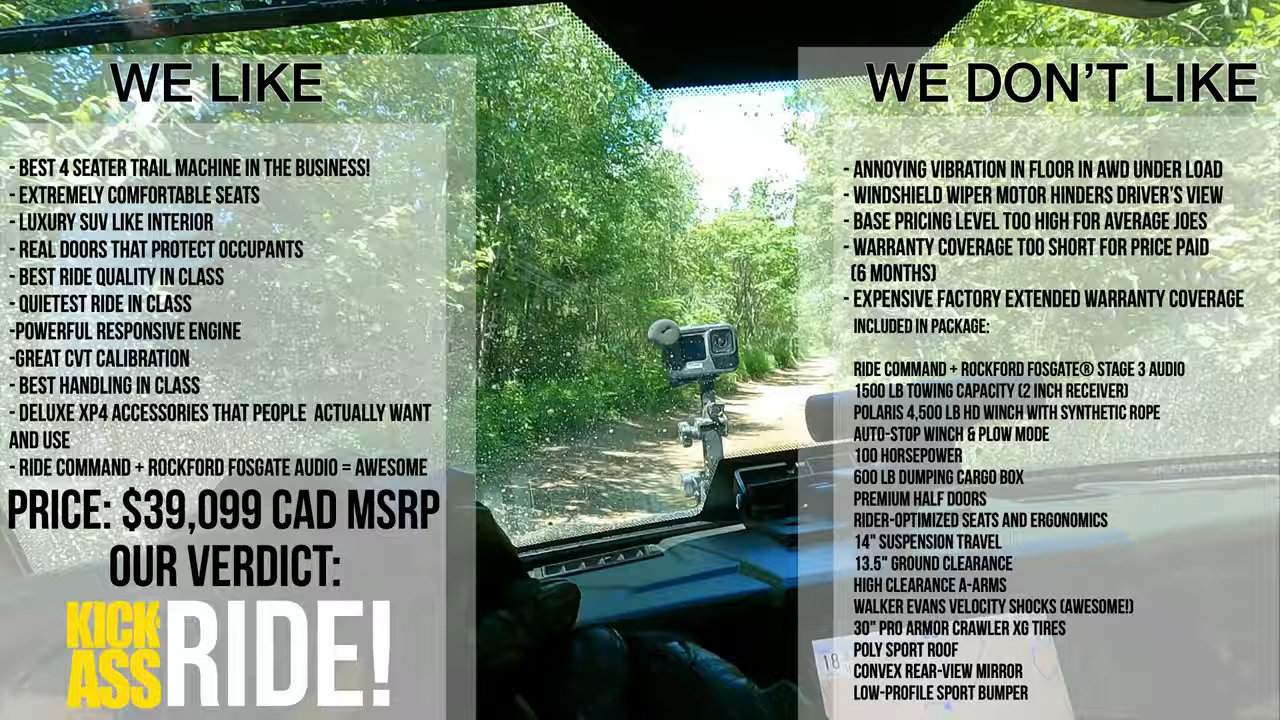 WE LIKE
- BEST 4 SEATER TRAIL MACHINE IN THE BUSINESS!
- EXTREMELY COMFORTABLE SEATS
- LUXURY SUV LIKE INTERIOR
- REAL DOORS THAT PROTECT OCCUPANTS
- BEST RIDE QUALITY IN CLASS
- QUIETEST RIDE IN CLASS
-POWERFUL RESPONSIVE ENGINE
-GREAT CVT CALIBRATION
- BEST HANDLING IN CLASS
- DELUXE XP4 ACCESSORIES THAT PEOPLE ACTUALLY WANT
AND USE
- RIDE COMMAND + ROCKFORD FOSGATE AUDIO = AWESOME
PRICE: $39,099 CAD MSRP
OUR VERDICT:
KICK
ASS
RIDE!
WE DON'T LIKE
- ANNOYING VIBRATION IN FLOOR IN AWD UNDER LOAD
- WINDSHIELD WIPER MOTOR HINDERS DRIVER'S VIEW
- BASE PRICING LEVEL TOO HIGH FOR AVERAGE JOES
- WARRANTY COVERAGE TOO SHORT FOR PRICE PAID
(6 MONTHS)
- EXPENSIVE FACTORY EXTENDED WARRANTY COVERAGE
INCLUDED IN PACKAGE:
RIDE COMMAND + ROCKFORD FOSGATE® STAGE 3 AUDIO
1500 LB TOWING CAPACITY (2 INCH RECEIVER)
POLARIS 4,500 LB HD WINCH WITH SYNTHETIC ROPE
AUTO-STOP WINCH & PLOW MODE
100 HORSEPOWER
600 LB DUMPING CARGO BOX
PREMIUM HALF DOORS
RIDER-OPTIMIZED SEATS AND ERGONOMICS
14" SUSPENSION TRAVEL
13.5" GROUND CLEARANCE
HIGH CLEARANCE A-ARMS
WALKER EVANS VELOCITY SHOCKS (AWESOME!)
30" PRO ARMOR CRAWLER XG TIRES
POLY SPORT ROOF
CONVEX REAR-VIEW MIRROR
LOW-PROFILE SPORT BUMPER
18